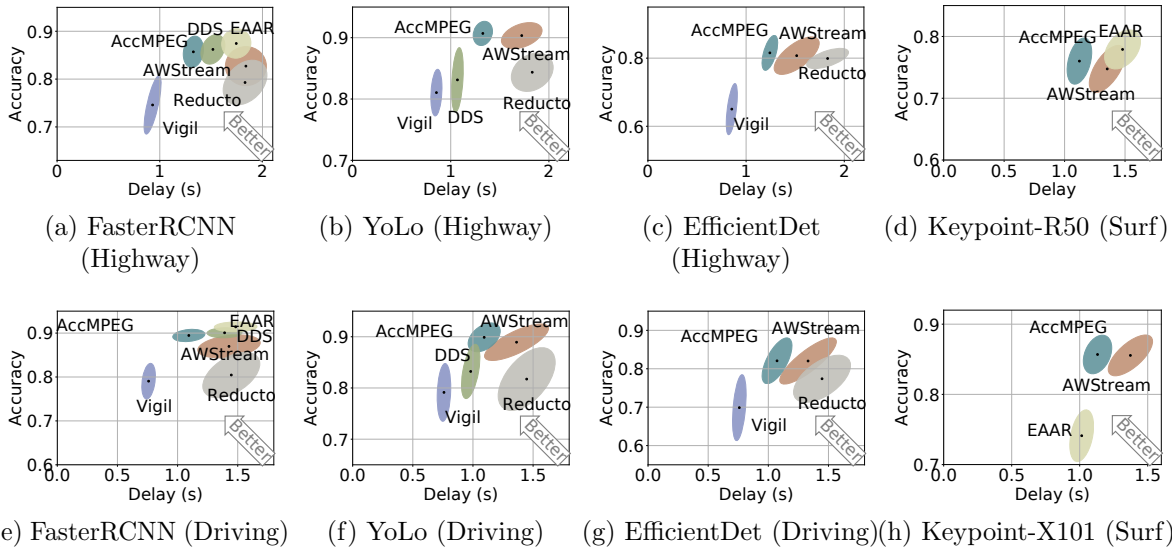 0.9
0.8
0.7
Accuracy
AccMPEG
DDS
EAAR
AWStream
Reducto
Vigil
Better
0 1 2
Delay (s)
(a) FasterRCNN
(Highway)
0.9
0.8
0.7
Accuracy
AccMPEG
AWStream
Vigil
DDS
Reducto
Better
0 1 2
Delay (s)
(b) YoLo (Highway)
0.8
0.6
Accuracy
AccMPEG
AWStream
Reducto
Vigil
Better
0 1 2
Delay (s)
(c) EfficientDet
(Highway)
0.8
0.6
Accuracy
AccMPEG
EAAR
AWStream
Better
0.0 0.5 1.0 1.5
Delay
(d) Keypoint-R50 (Surf)
0.9
0.8
0.7
0.6
Accuracy
AccMPEG
EAAR
DDS
AWStream
Reducto
Vigil
Better
0.0 0.5 1.0 1.5
Delay (s)
e) FasterRCNN (Driving)
0.9
0.8
0.7
0.65
Accuracy
AccMPEG
AWStream
DDS
Vigil
Reducto
Better
0.0 0.5 1.0 1.5
Delay (s)
(f) YoLo (Driving)
0.9
0.8
0.7
0.6
Accuracy
AccMPEG
AWStream
Reducto
Vigil
Better
0.0 0.5 1.0 1.5
Delay (s)
(g) EfficientDet (Driving)
0.9
0.8
0.7
Accuracy
AccMPEG
AWStream
EAAR
Better
0.0 0.5 1.0 1.5
Delay (s)
(h) Keypoint-X101 (Surf)